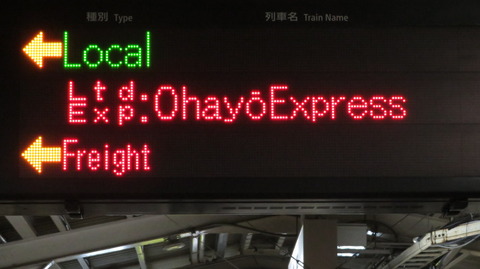 種別 Type 列車名 Train Name
Local
Ltd Exp:OhayōExpress
Freight